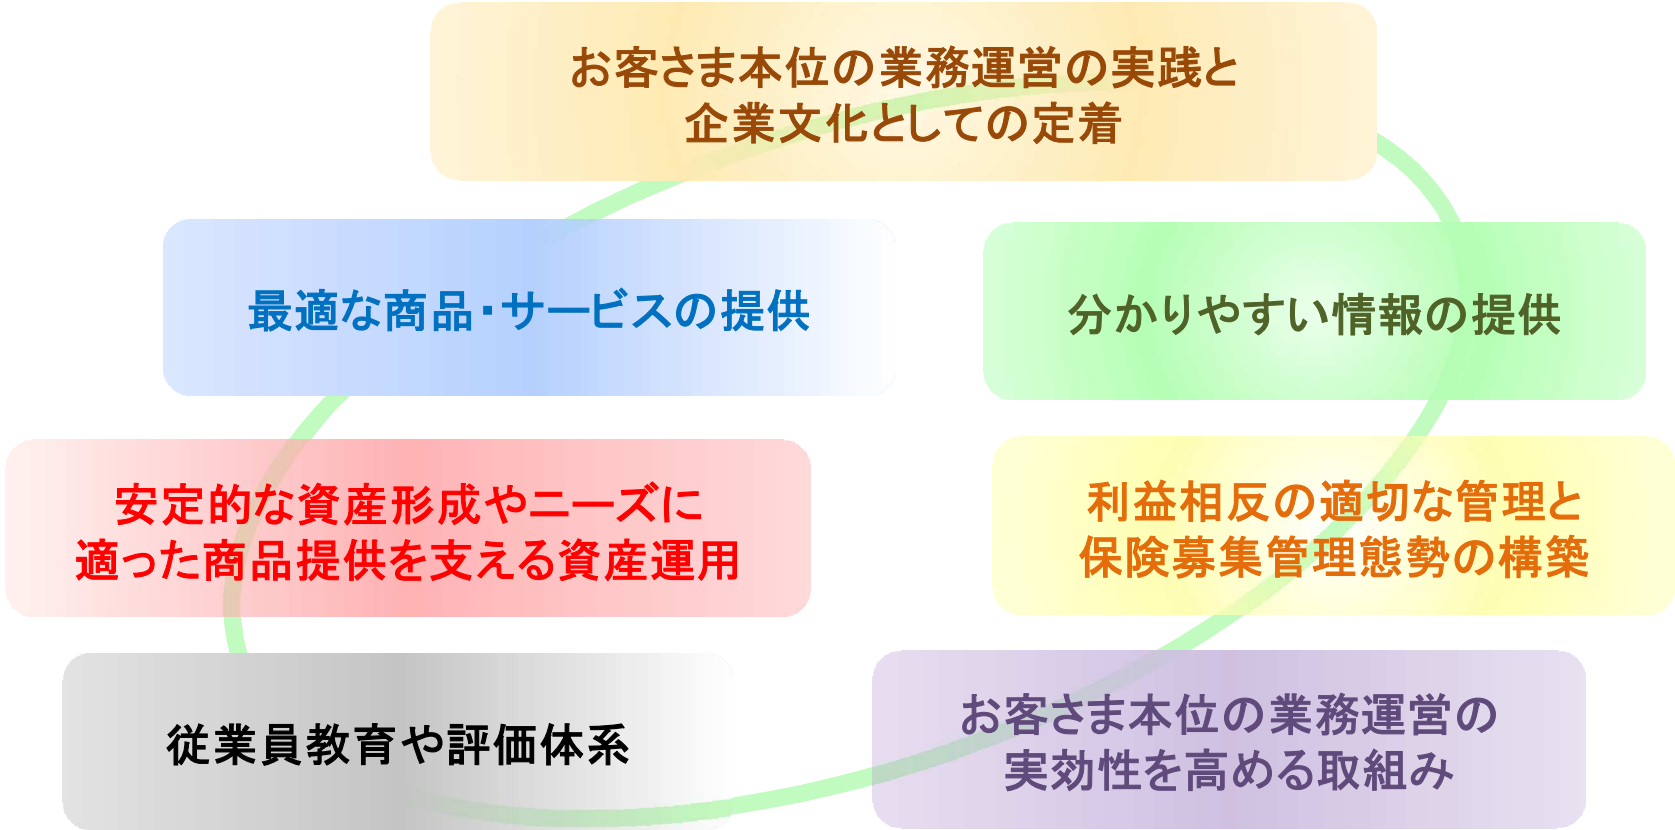 お客さま本位の業務運営の実践と
企業文化としての定着
最適な商品・サービスの提供
分かりやすい情報の提供
安定的な資産形成やニーズに
適った商品提供を支える資産運用
利益相反の適切な管理と
保険募集管理態勢の構築
従業員教育や評価体系
お客さま本位の業務運営の
実効性を高める取組み